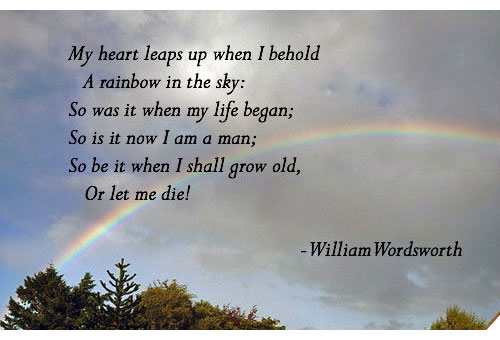 My heart leaps up when I behold
A rainbow in the sky:
So was it when my life began;
So is it now I am a man;
So be it when I shall grow old,
Or let me die!
-William Wordsworth